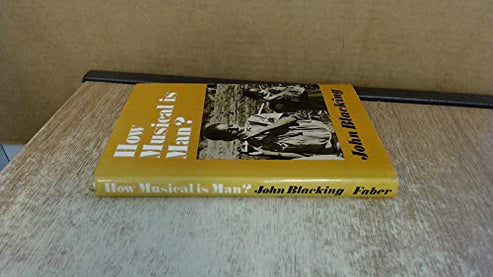 How
Musical is
Man?
John Blacking
How Musical is Man? John Blacking Faber